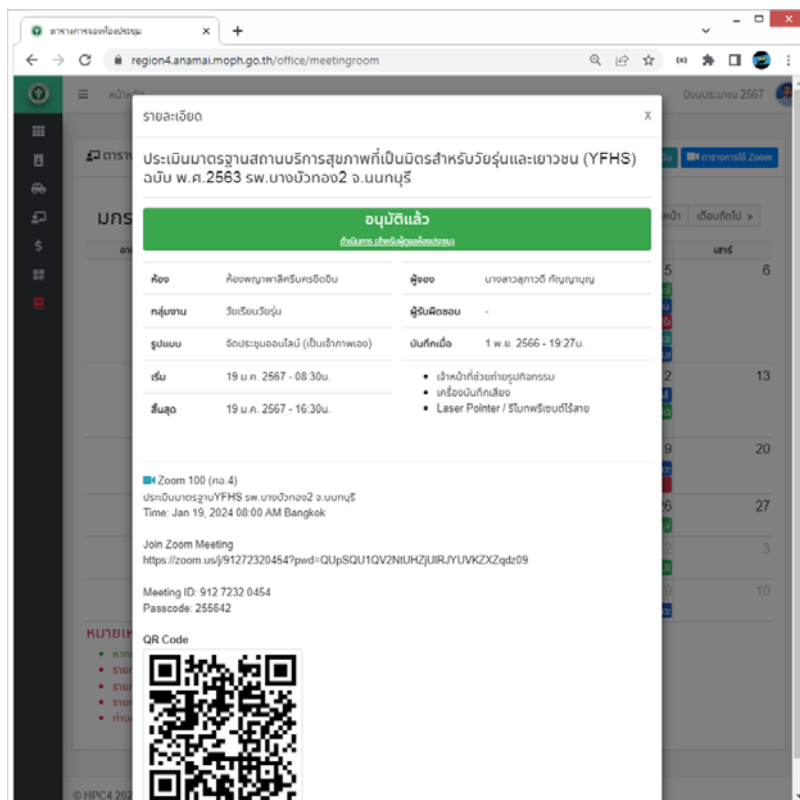 ตารางการจองห้องประชุม
region4.anamai.moph.go.th/office/meetingroom
ปีงบประมาณ 2567
รายละเอียด
X
ตารางการใช้ Zoom
ประเมินมาตรฐานสถานบริการสุขภาพที่เป็นมิตรสำหรับวัยรุ่นและเยาวชน (YFHS)
ฉบับ พ.ศ.2563 รพ.บางบัวทอง2 จ.นนทบุรี
อนุมัติแล้ว
ดำเนินการ (สำหรับผู้ดูแลห้องประชุม)
เดือนถัดไป »
เสาร์
ห้อง ห้องพญาพาลีศรีนครขีดขิน ผู้จอง นางสาวสุภาวดี กัญญาบุญ
กลุ่มงาน วัยเรียนวัยรุ่น ผู้รับผิดชอบ -
รูปแบบ จัดประชุมออนไลน์ (เป็นเจ้าภาพเอง) บันทึกเมื่อ 1 พ.ย. 2566 - 19:27น.
เริ่ม 19 ม.ค. 2567 - 08:30น.
สิ้นสุด 19 ม.ค. 2567 - 16:30น.
• เจ้าหน้าที่ช่วยถ่ายรูปกิจกรรม
• เครื่องบันทึกเสียง
• Laser Pointer / รีโมทพรีเซนต์ไร้สาย
5 6
13
20
27
3
10
Zoom 100 (ศอ.4)
ประเมินมาตรฐานYFHS รพ.บางบัวทอง2 จ.นนทบุรี
Time: Jan 19, 2024 08:00 AM Bangkok
Join Zoom Meeting
https://zoom.us/j/91272320454?pwd=QUpSQU1QV2NtUHZjUlRJYUVKZXZqdz09
Meeting ID: 912 7232 0454
Passcode: 255642
QR Code
© HPC4 202